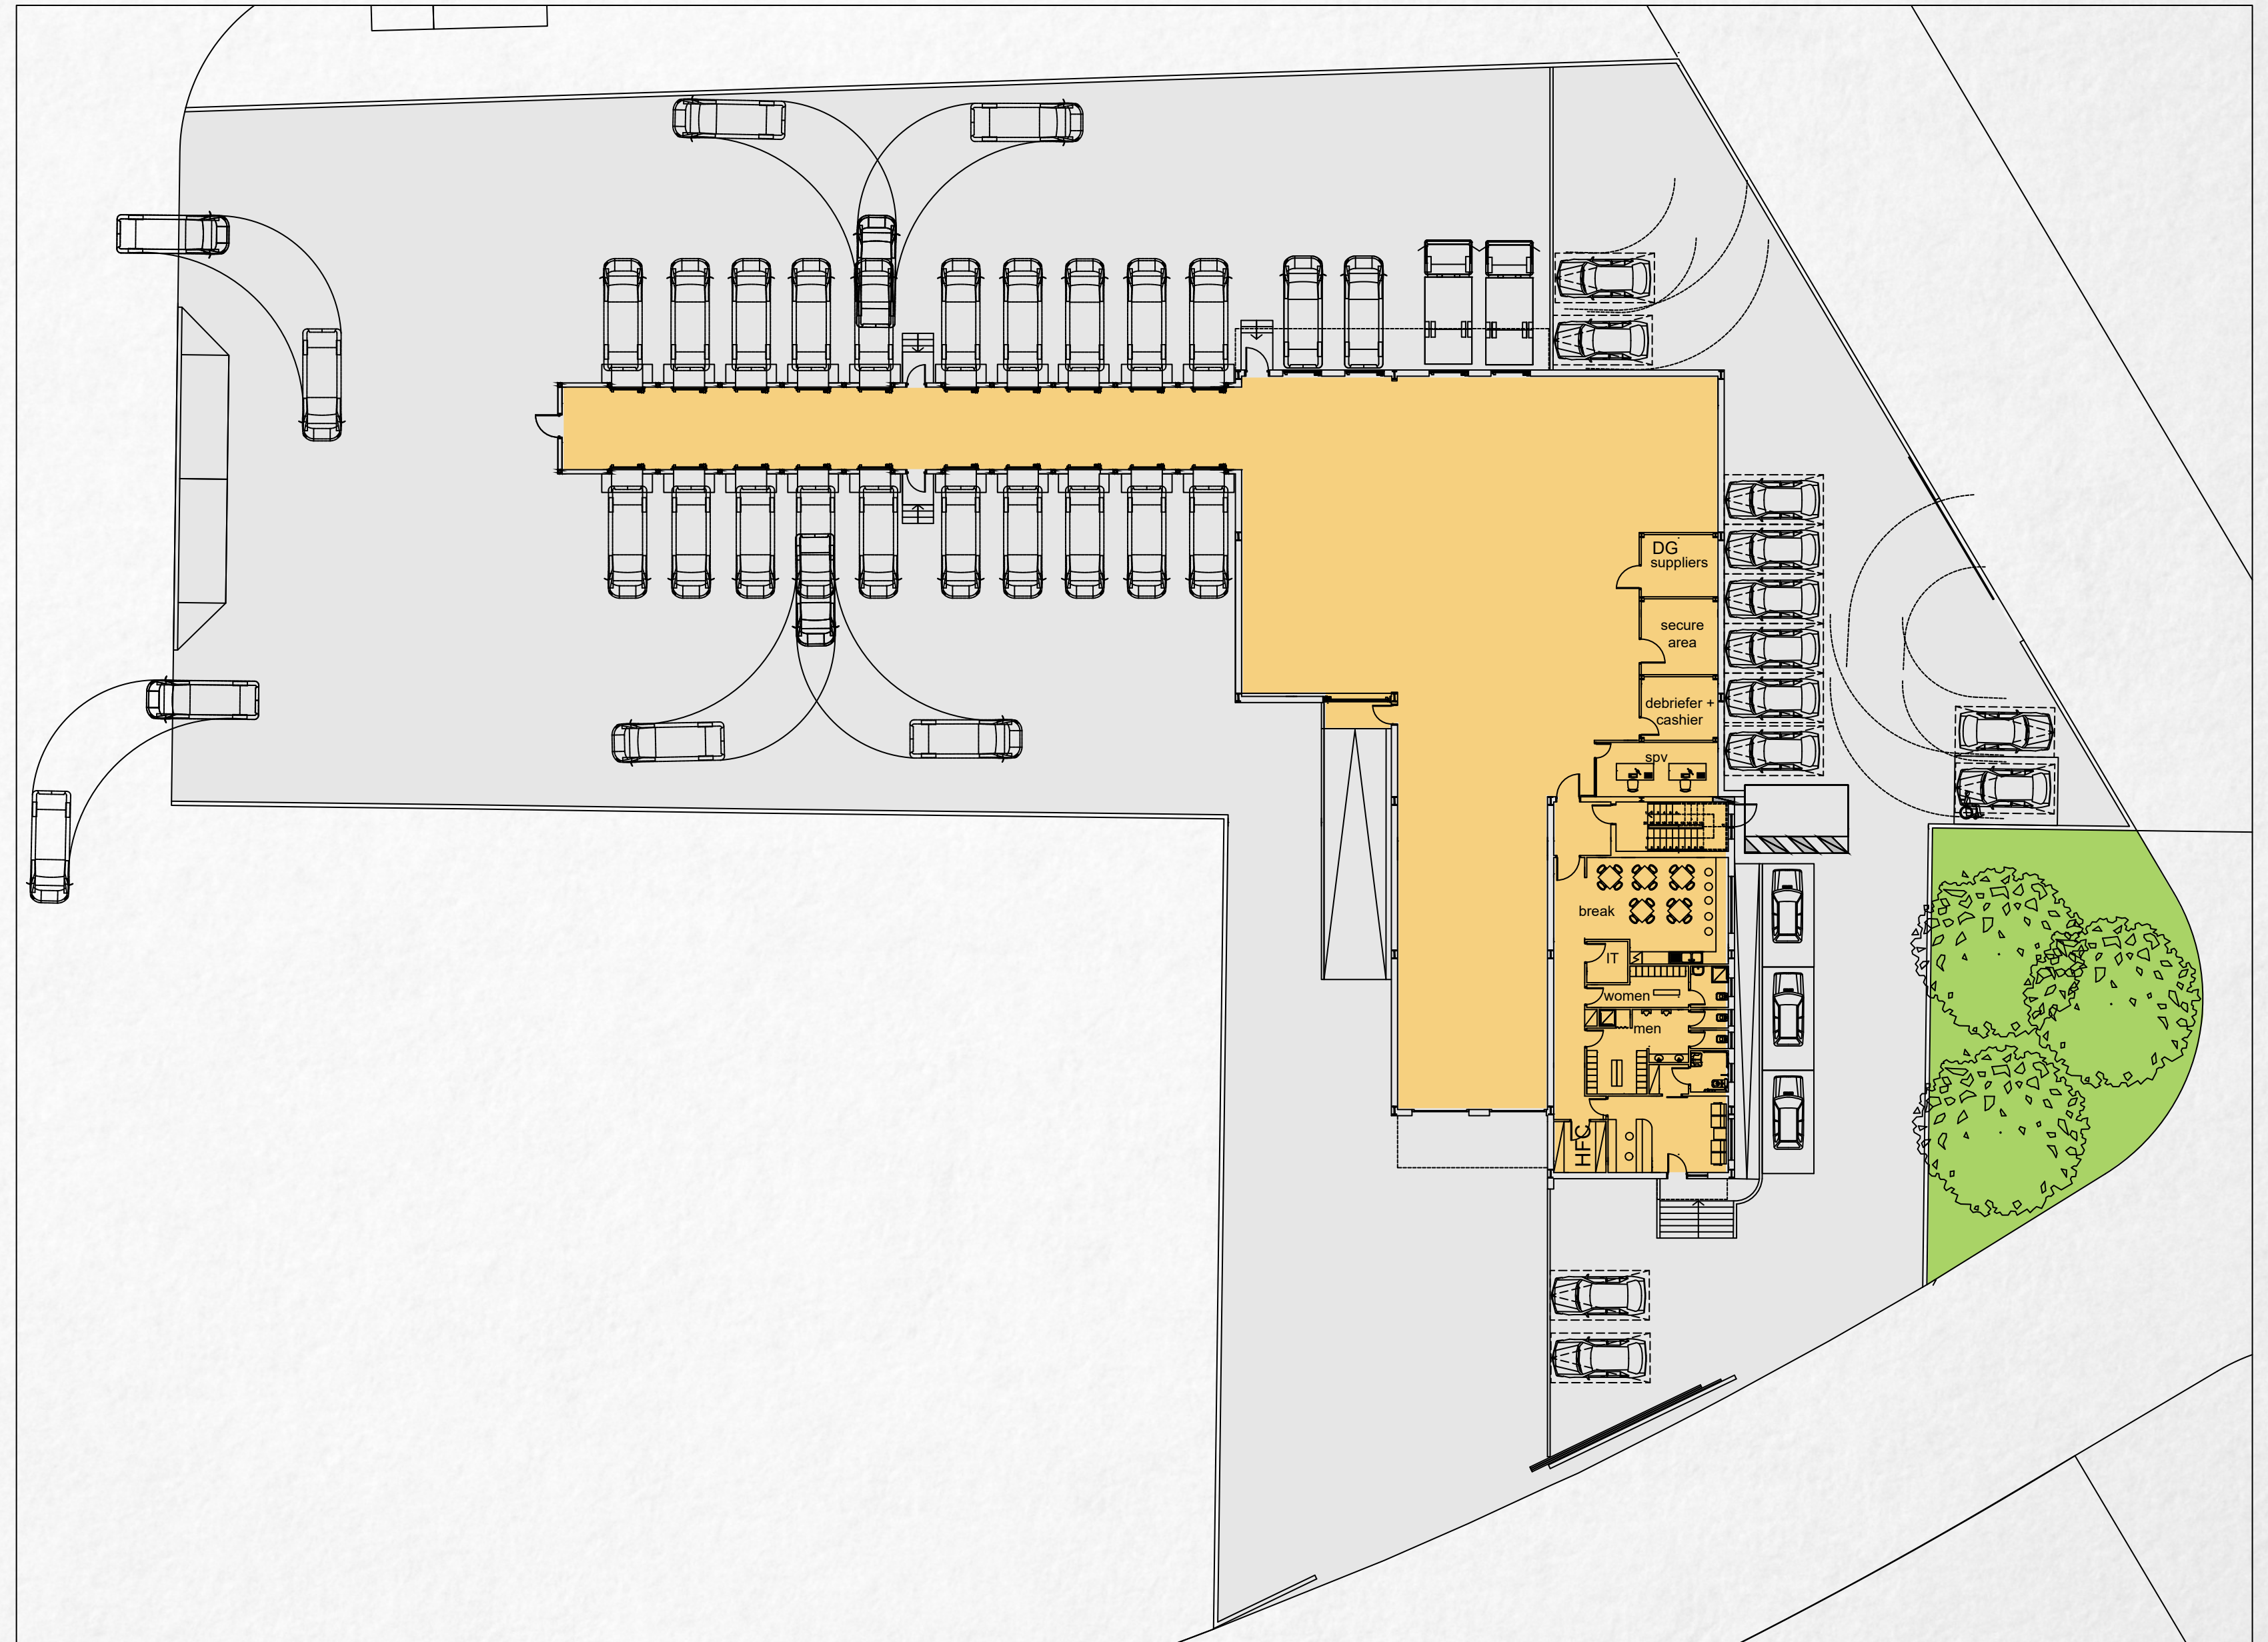 DG
suppliers
secure
area
debriefer +
cashier
spv
break
IT
women
men
HFC